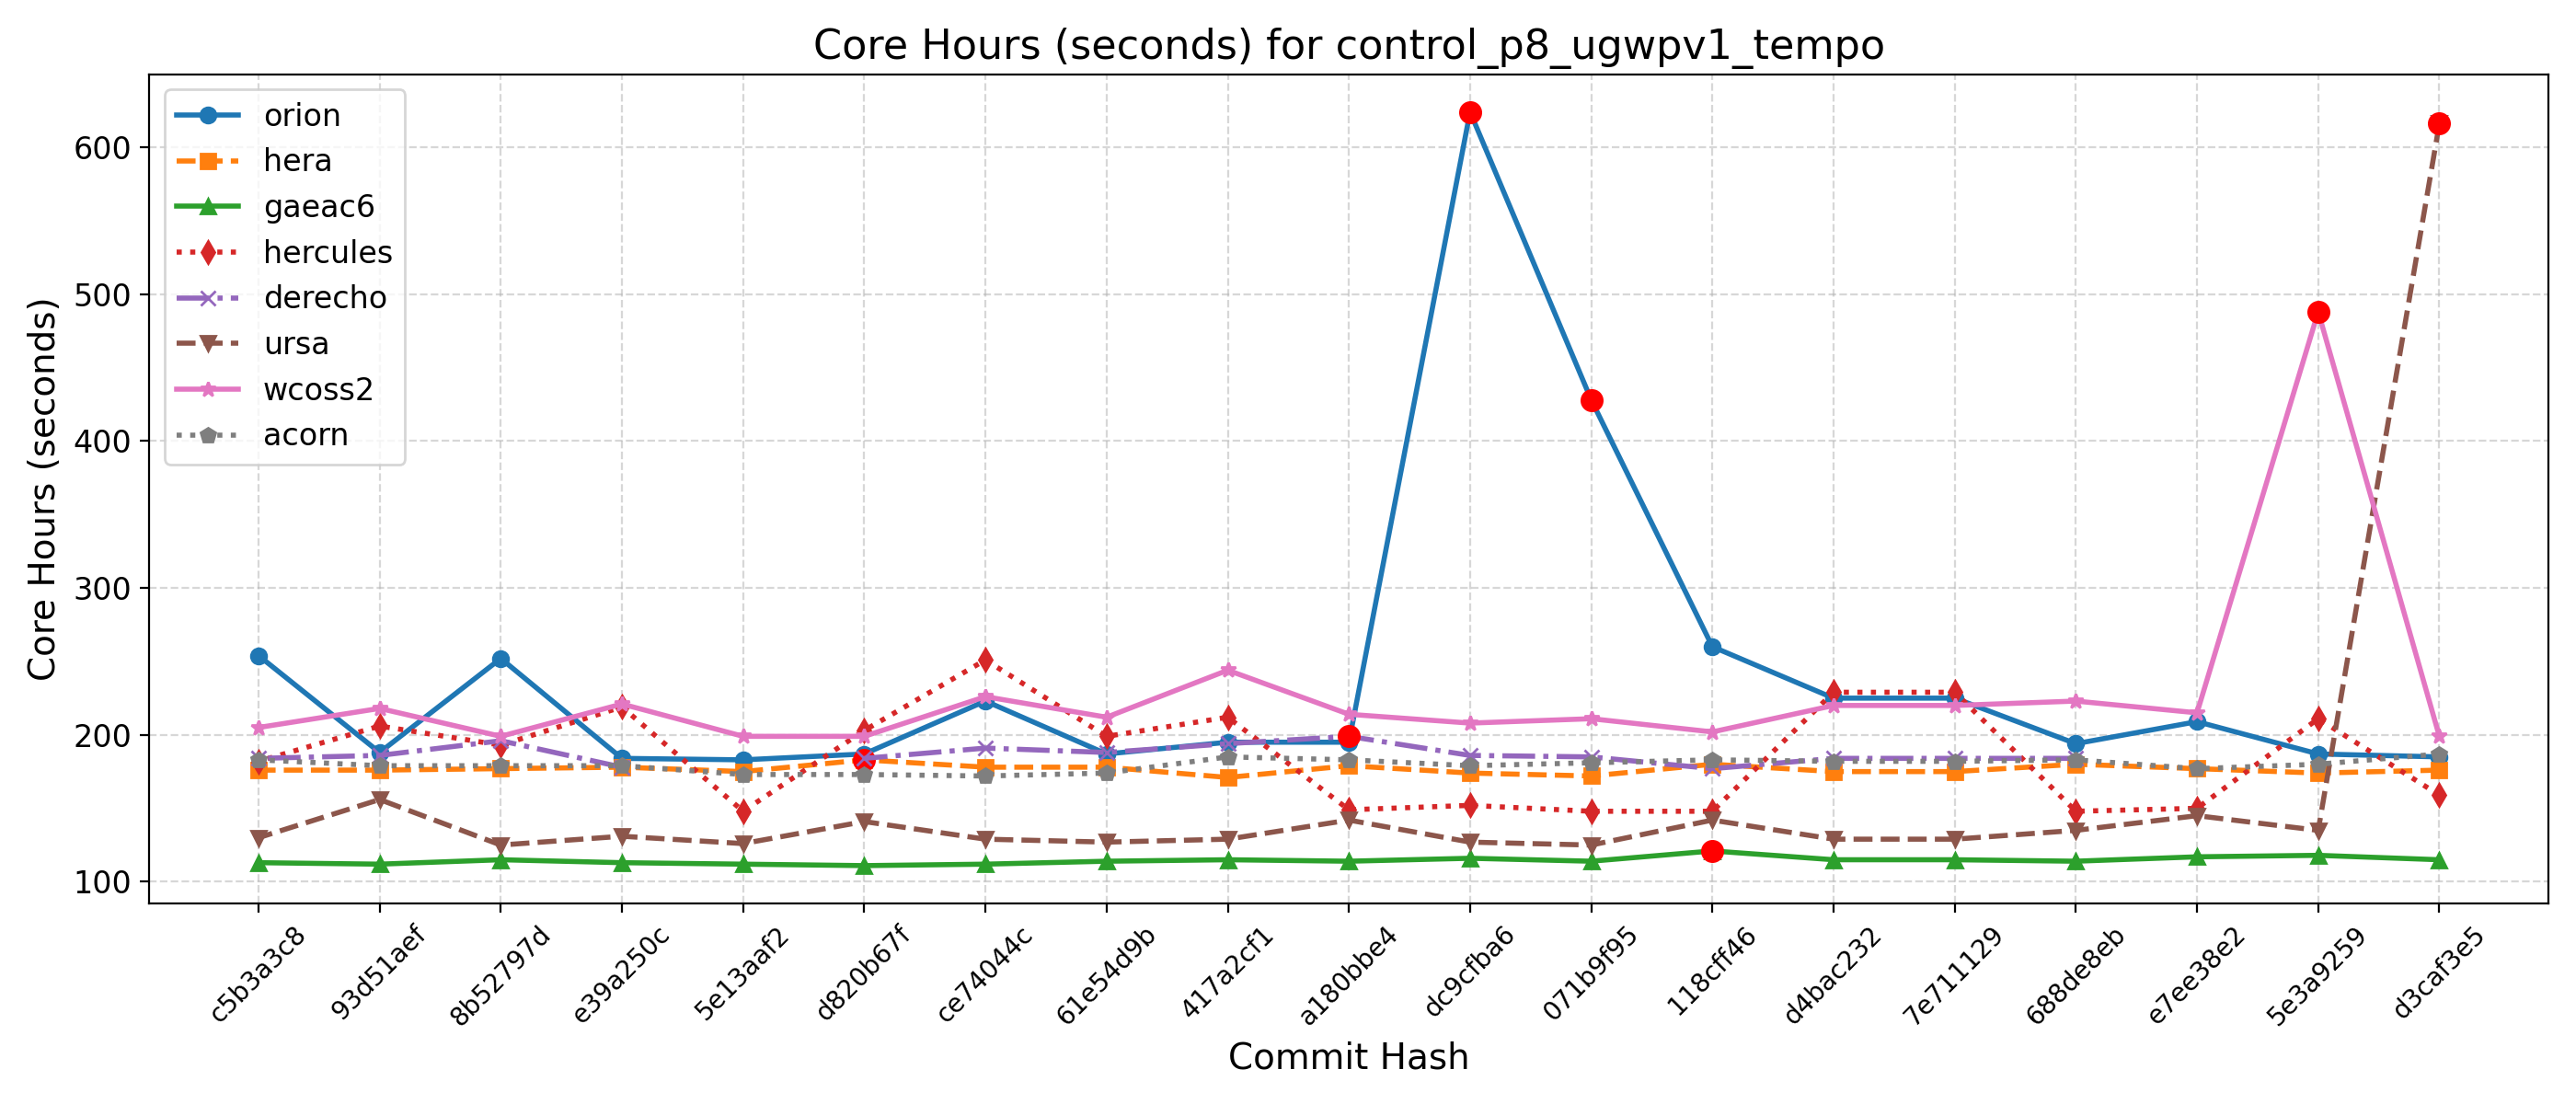 Core Hours (seconds) for control_p8_ugwpv1_tempo
orion
hera
gaeac6
hercules
derecho
ursa
wcoss2
acorn
Core Hours (seconds)
600
500
400
300
200
100
c5b3a3c8
93d51aef
8b52797d
e39a250c
5e13aaf2
d820b67f
ce74044c
61e54d9b
417a2cf1
a180bbe4
dc9cfba6
071b9f95
118cff46
d4bac232
7e711129
688de8eb
e7ee38e2
5e3a9259
d3caf3e5
Commit Hash